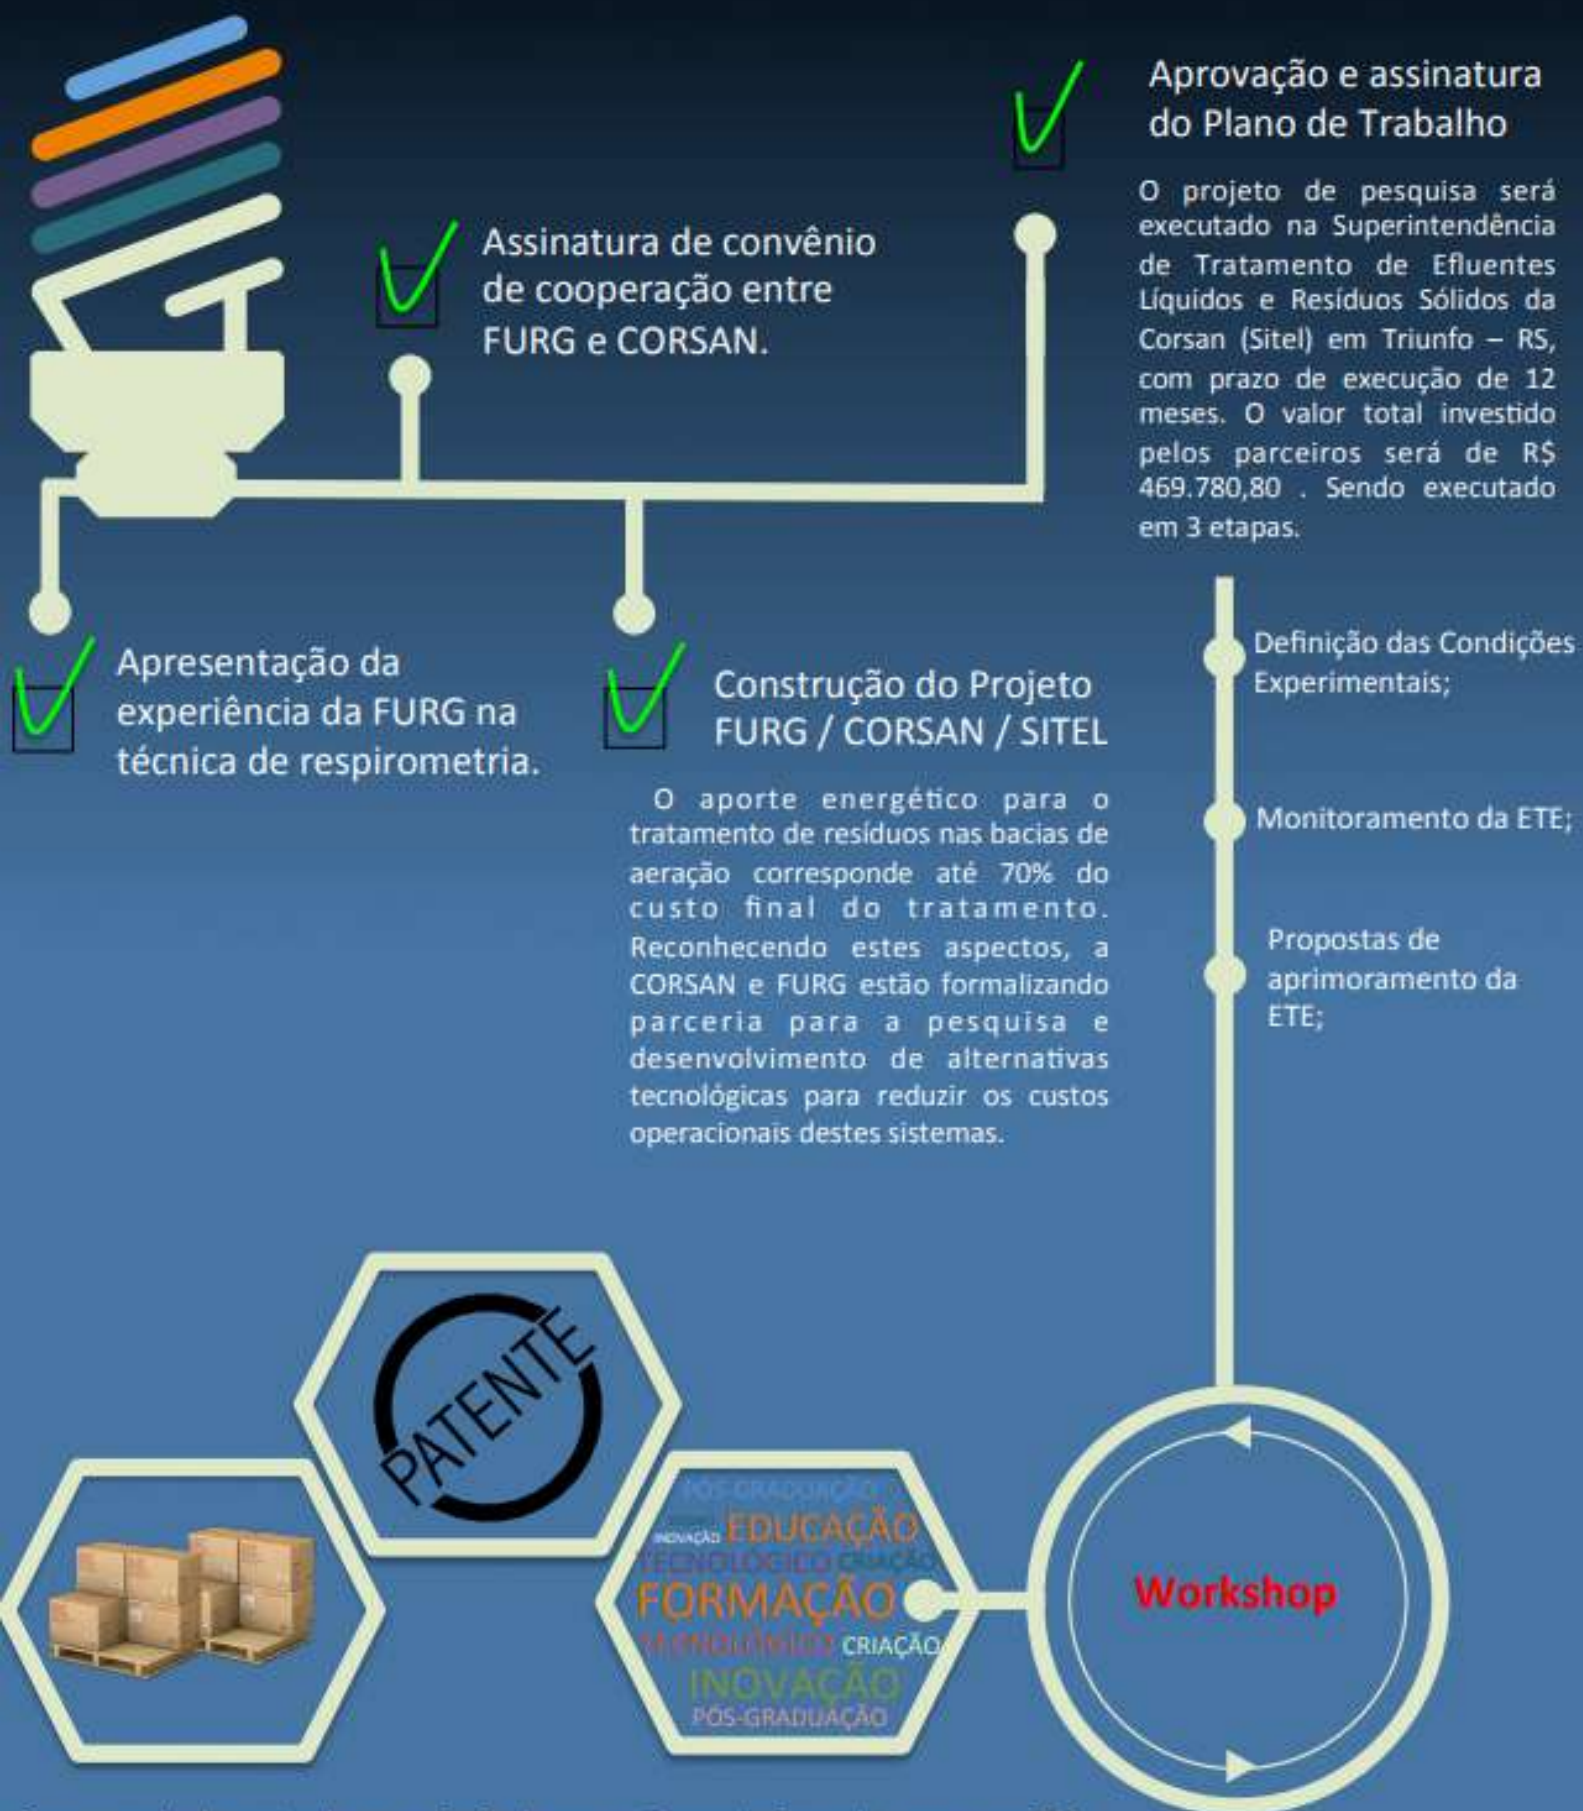 Aprovação e assinatura
do Plano de Trabalho
O projeto de pesquisa será
executado na Superintendência
de Tratamento de Efluentes
Líquidos e Resíduos Sólidos da
Corsan (Sitel) em Triunfo – RS,
com prazo de execução de 12
meses. O valor total investido
pelos parceiros será de R$
469.780,80 . Sendo executado
em 3 etapas.
Assinatura de convênio
de cooperação entre
FURG e CORSAN.
Apresentação da
experiência da FURG na
técnica de respirometria.
Construção do Projeto
FURG / CORSAN / SITEL
O aporte energético para o
tratamento de resíduos nas bacias de
aeração corresponde até 70% do
custo final do tratamento.
Reconhecendo estes aspectos, a
CORSAN e FURG estão formalizando
parceria para a pesquisa e
desenvolvimento de alternativas
tecnológicas para reduzir os custos
operacionais destes sistemas.
Definição das Condições
Experimentais;
Monitoramento da ETE;
Propostas de
aprimoramento da
ETE;
PATENTE
PÓS-GRADUAÇÃO
INOVAÇÃO EDUCAÇÃO
TECNOLÓGICO CRIAÇÃO
FORMAÇÃO
TECNOLÓGICO CRIAÇÃO
INOVAÇÃO
PÓS-GRADUAÇÃO
Workshop